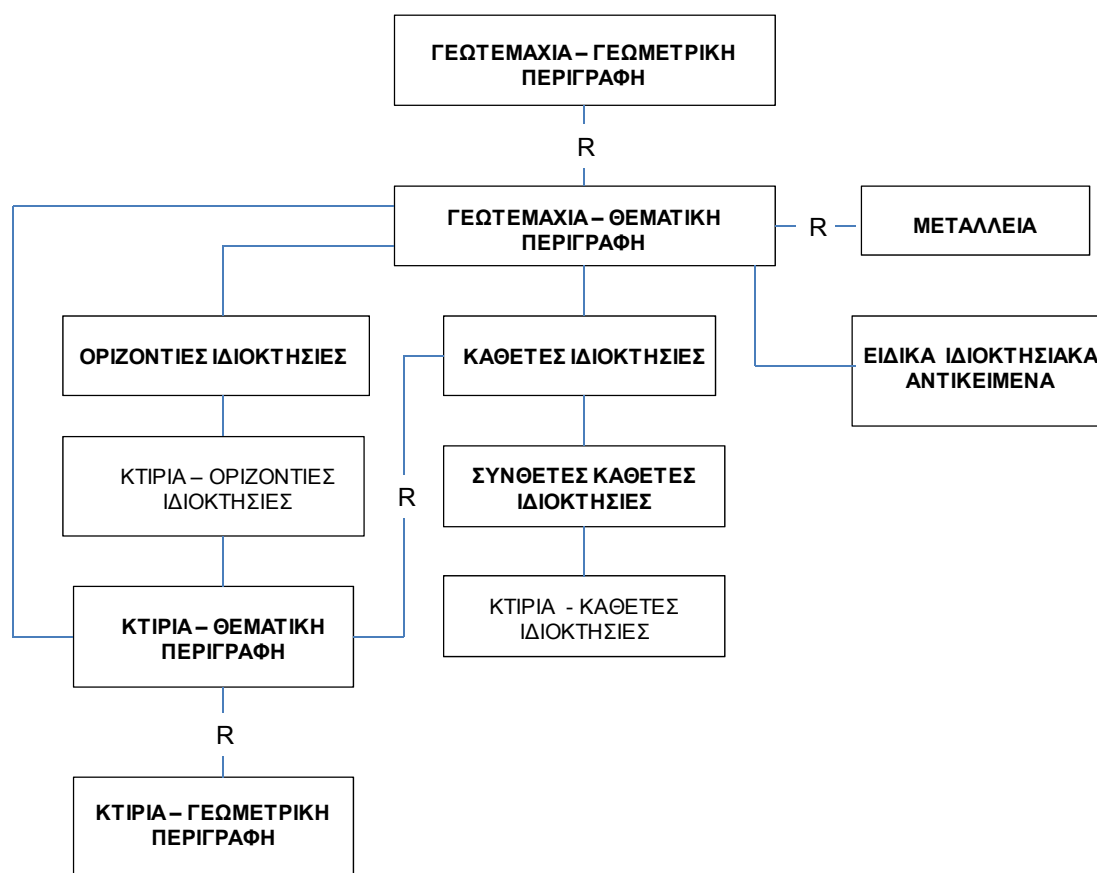 ΓΕΩΤΕΜΑΧΙΑ – ΓΕΩΜΕΤΡΙΚΗ
ΠΕΡΙΓΡΑΦΗ
R
ΓΕΩΤΕΜΑΧΙΑ – ΘΕΜΑΤΙΚΗ
ΠΕΡΙΓΡΑΦΗ
R
ΜΕΤΑΛΛΕΙΑ
ΟΡΙΖΟΝΤΙΕΣ ΙΔΙΟΚΤΗΣΙΕΣ
ΚΑΘΕΤΕΣ ΙΔΙΟΚΤΗΣΙΕΣ
ΕΙΔΙΚΑ ΙΔΙΟΚΤΗΣΙΑΚΑ
ΑΝΤΙΚΕΙΜΕΝΑ
ΚΤΙΡΙΑ – ΟΡΙΖΟΝΤΙΕΣ
ΙΔΙΟΚΤΗΣΙΕΣ
R
ΣΥΝΘΕΤΕΣ ΚΑΘΕΤΕΣ
ΙΔΙΟΚΤΗΣΙΕΣ
ΚΤΙΡΙΑ – ΘΕΜΑΤΙΚΗ
ΠΕΡΙΓΡΑΦΗ
ΚΤΙΡΙΑ - ΚΑΘΕΤΕΣ
ΙΔΙΟΚΤΗΣΙΕΣ
R
ΚΤΙΡΙΑ – ΓΕΩΜΕΤΡΙΚΗ
ΠΕΡΙΓΡΑΦΗ